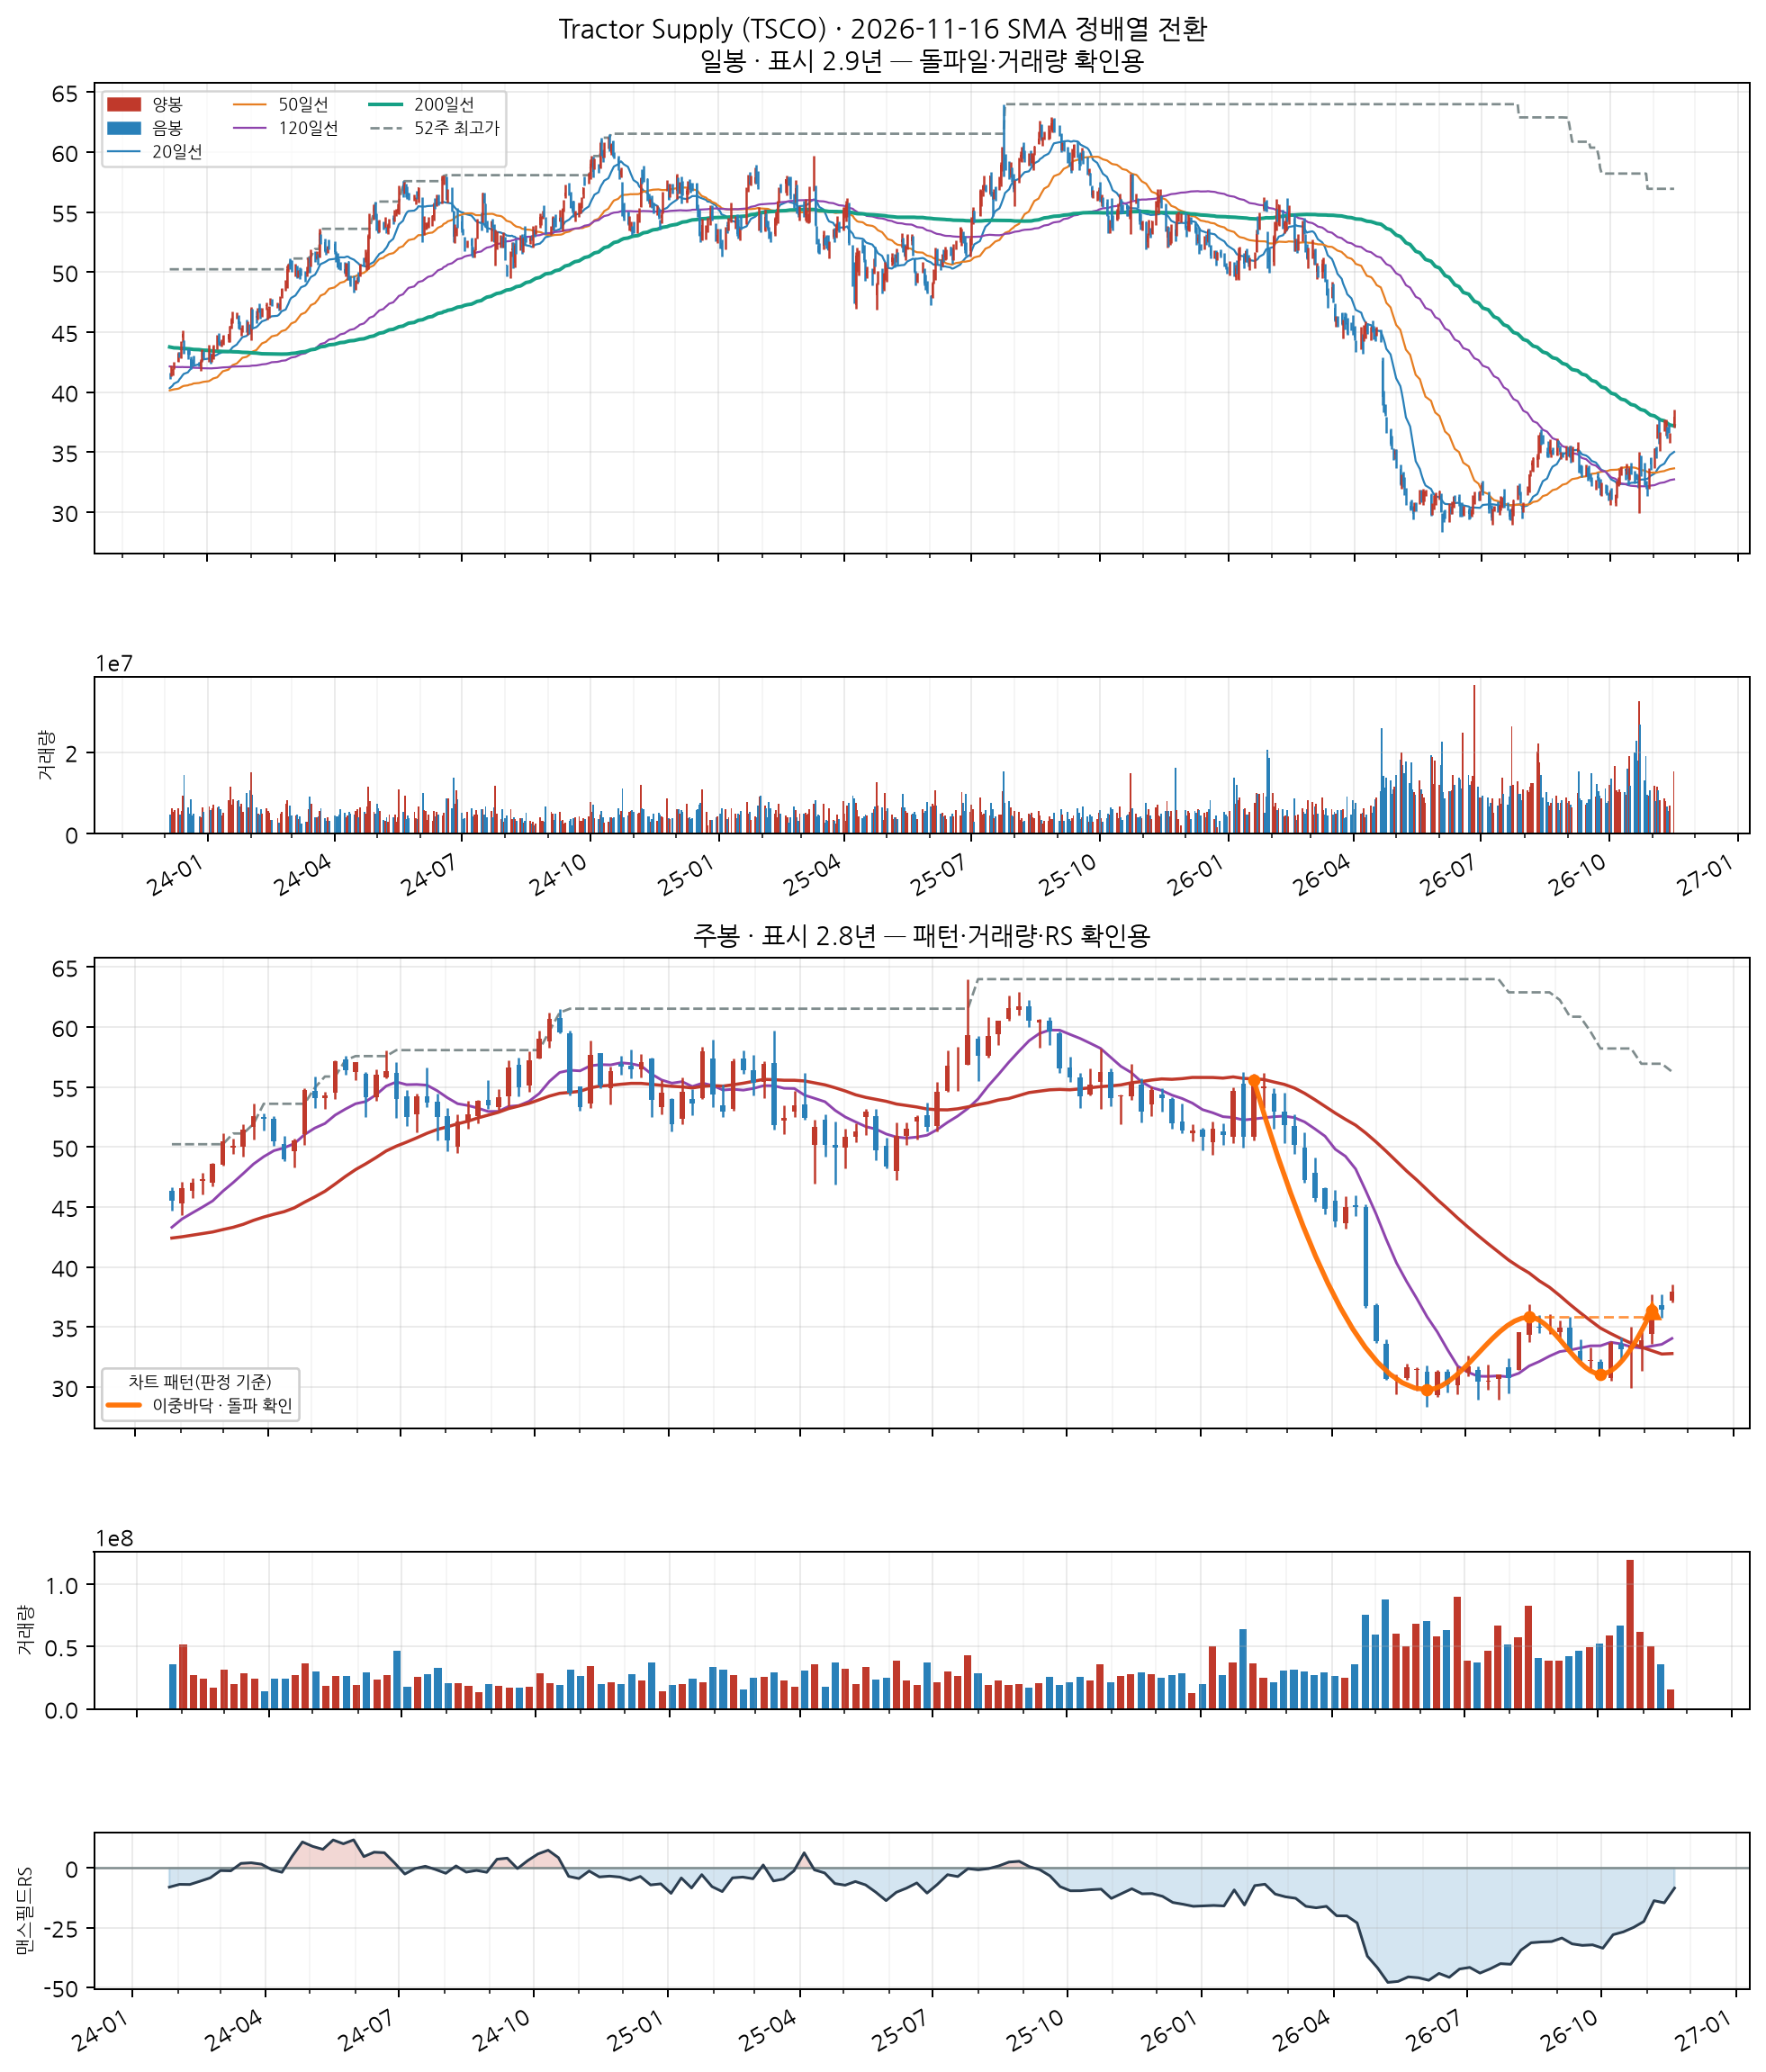 Tractor Supply (TSCO) · 2026-11-16 SMA 정배열 전환
일봉 · 표시 2.9년 — 돌파일·거래량 확인용
양봉
음봉
20일선
50일선
120일선
200일선
52주 최고가
65
60
55
50
45
40
35
30
1e7
거래량
2
0
24-01
24-04
24-07
24-10
25-01
25-04
25-07
25-10
26-01
26-04
26-07
26-10
27-01
주봉 · 표시 2.8년 — 패턴·거래량·RS 확인용
65
60
55
50
45
40
35
30
차트 패턴(판정 기준)
이중바닥 · 돌파 확인
1e8
거래량
1.0
0.5
0.0
맨스필드RS
0
-25
-50
24-01
24-04
24-07
24-10
25-01
25-04
25-07
25-10
26-01
26-04
26-07
26-10
27-01